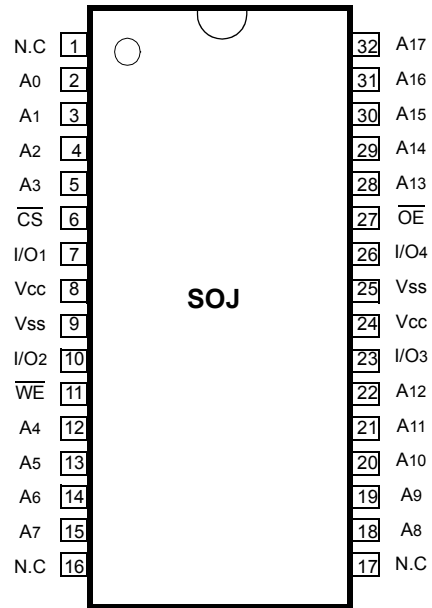 N.C 1 32 A17
A0 2 31 A16
A1 3 30 A15
A2 4 29 A14
A3 5 28 A13
C̅S̅ 6 27 O̅E̅
I/O1 7 26 I/O4
Vcc 8 25 Vss
SOJ
Vss 9 24 Vcc
I/O2 10 23 I/O3
W̅E̅ 11 22 A12
A4 12 21 A11
A5 13 20 A10
A6 14 19 A9
A7 15 18 A8
N.C 16 17 N.C